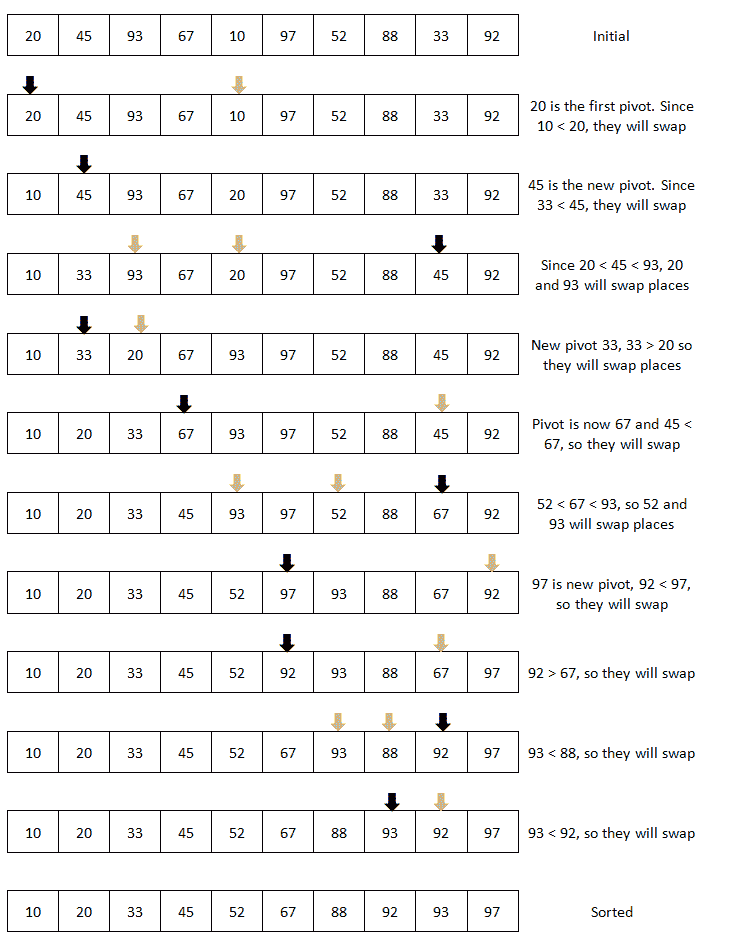 20 45 93 67 10 97 52 88 33 92 Initial
20 45 93 67 10 97 52 88 33 92
20 is the first pivot. Since
10 < 20, they will swap
10 45 93 67 20 97 52 88 33 92
45 is the new pivot. Since
33 < 45, they will swap
10 33 93 67 20 97 52 88 45 92
Since 20 < 45 < 93, 20
and 93 will swap places
10 33 20 67 93 97 52 88 45 92
New pivot 33, 33 > 20 so
they will swap places
10 20 33 67 93 97 52 88 45 92
Pivot is now 67 and 45 <
67, so they will swap
10 20 33 45 93 97 52 88 67 92
52 < 67 < 93, so 52 and
93 will swap places
10 20 33 45 52 97 93 88 67 92
97 is new pivot, 92 < 97,
so they will swap
10 20 33 45 52 92 93 88 67 97 92 > 67, so they will swap
10 20 33 45 52 67 93 88 92 97 93 < 88, so they will swap
10 20 33 45 52 67 88 93 92 97 93 < 92, so they will swap
10 20 33 45 52 67 88 92 93 97 Sorted